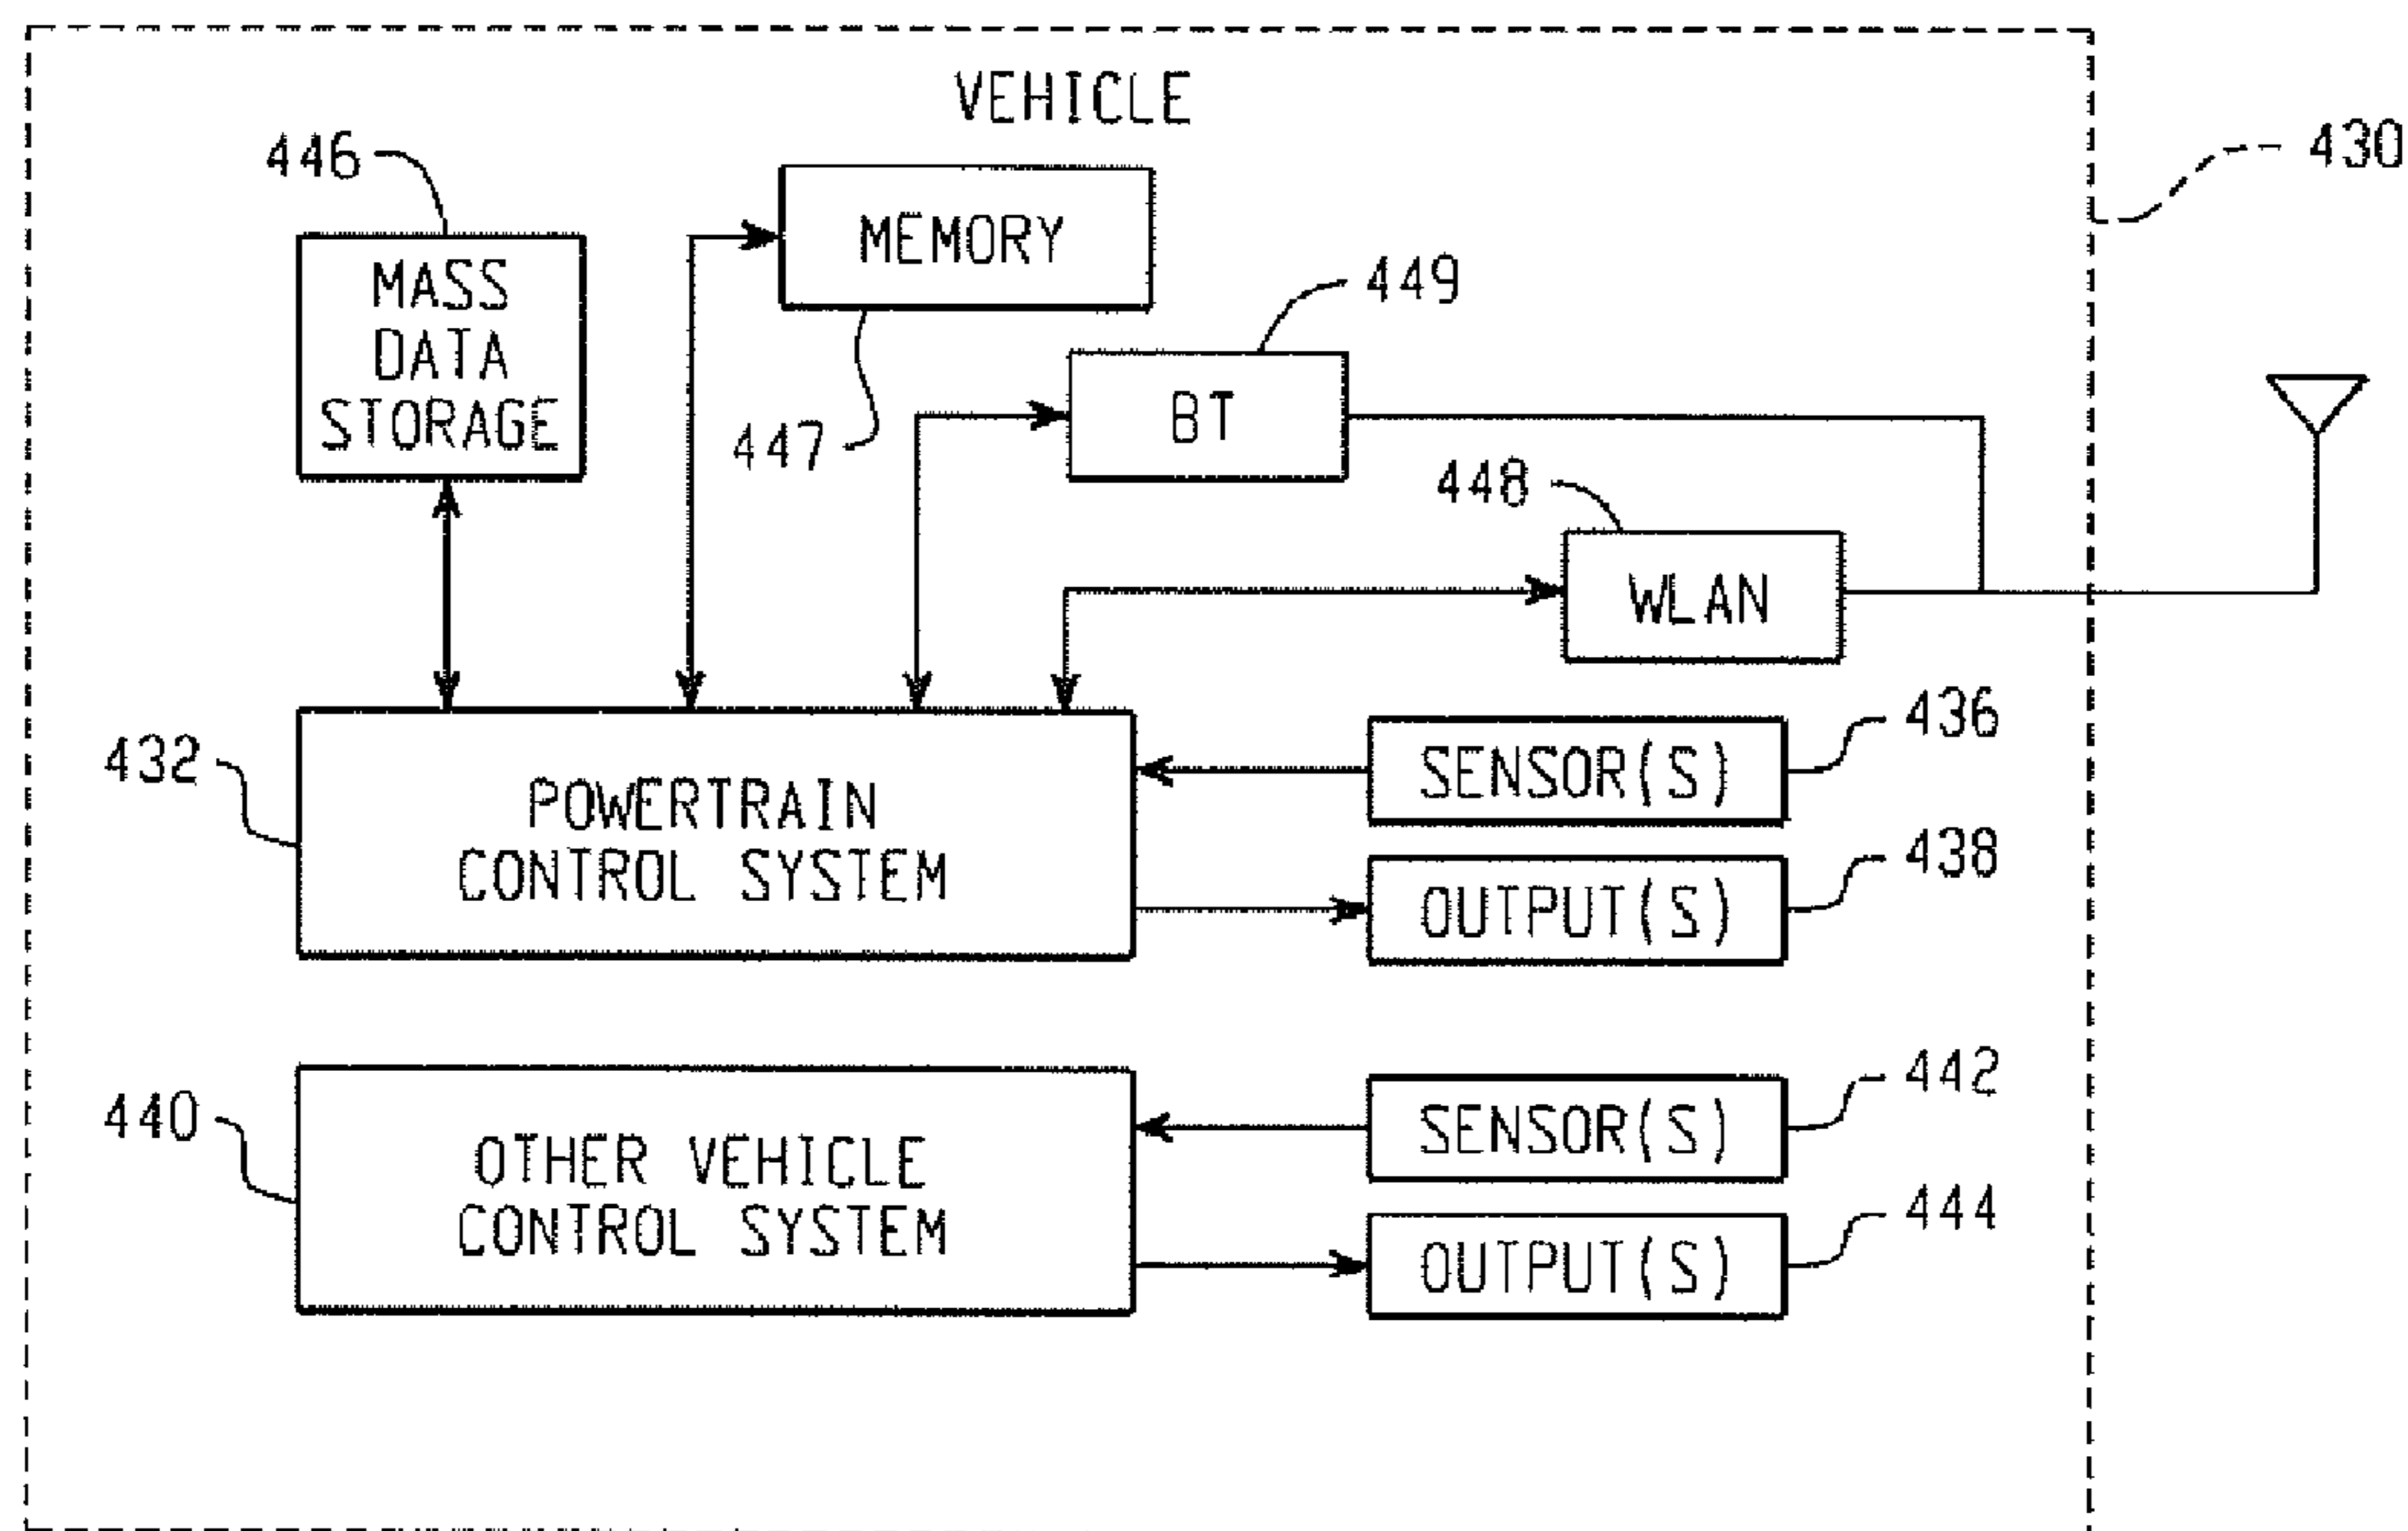 VEHICLE
430
446
MEMORY
449
MASS
DATA
STORAGE
447
BT
448
WLAN
432
POWERTRAIN
CONTROL SYSTEM
SENSOR(S)
436
OUTPUT(S)
438
440
OTHER VEHICLE
CONTROL SYSTEM
SENSOR(S)
442
OUTPUT(S)
444